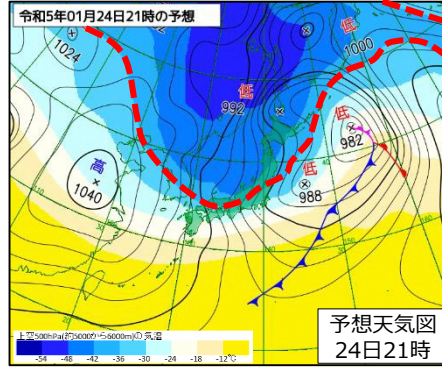 令和5年01月24日21時の予想
1024
低
992
低
1000
低
982
高
1040
低
988
上空500hPa(約5000から6000m)の気温
-54 -48 -42 -36 -30 -24 -18 -12℃
予想天気図
24日21時